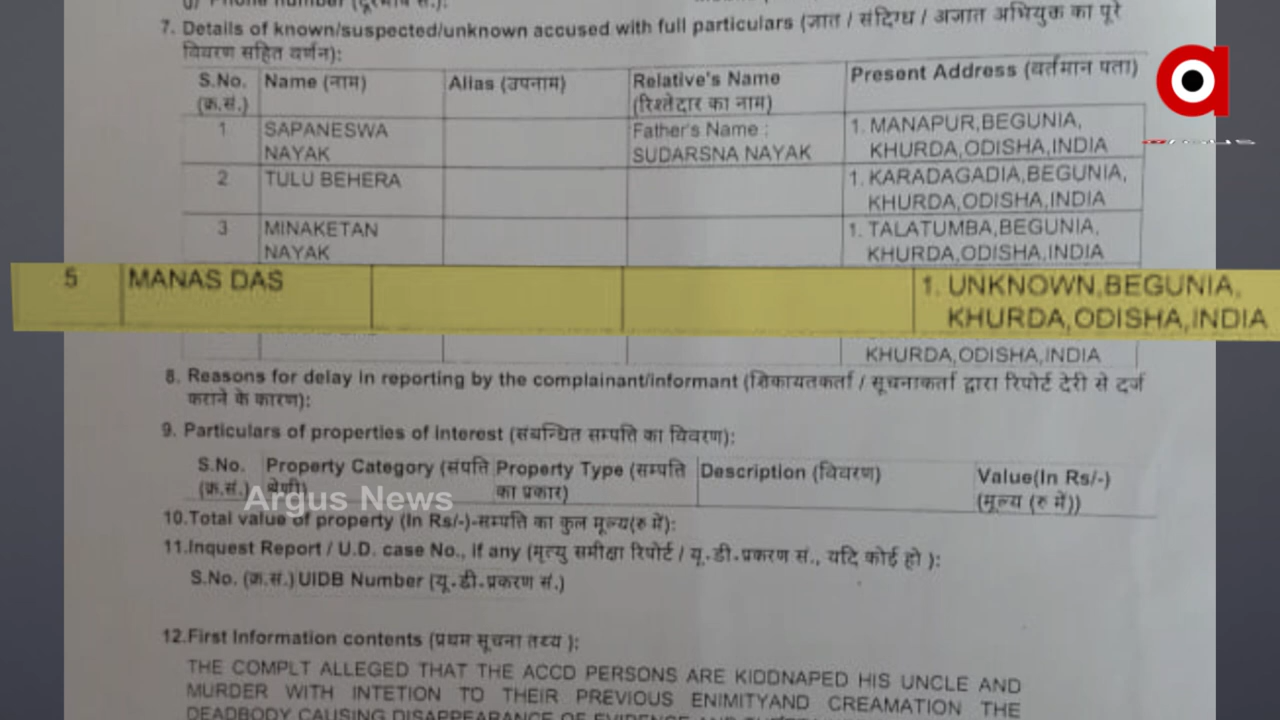 7. Details of known/suspected/unknown accused with full particulars (ज्ञात / संदिग्ध / अज्ञात अभियुक्त का पूरे
विवरण सहित वर्णन):
S.No. Name (नाम) Alias (उपनाम) Relative's Name Present Address (वर्तमान पता)
(क्र.सं.) (रिश्तेदार का नाम)
1 SAPANESWA Father's Name : 1. MANAPUR,BEGUNIA,
NAYAK SUDARSNA NAYAK KHURDA,ODISHA,INDIA
2 TULU BEHERA 1. KARADAGADIA,BEGUNIA,
KHURDA,ODISHA,INDIA
3 MINAKETAN 1. TALATUMBA,BEGUNIA,
NAYAK KHURDA,ODISHA,INDIA
5 MANAS DAS 1. UNKNOWN,BEGUNIA,
KHURDA,ODISHA,INDIA
KHURDA,ODISHA,INDIA
8. Reasons for delay in reporting by the complainant/informant (शिकायतकर्ता / सूचनाकर्ता द्वारा रिपोर्ट देरी से दर्ज
कराने के कारण):
9. Particulars of properties of interest (संबन्धित सम्पति का विवरण):
S.No. Property Category (संपति Property Type (सम्पति Description (विवरण) Value(In Rs/-)
(क्र.सं.) श्रेणी) का प्रकार) (मूल्य (रु में))
Argus News
10.Total value of property (In Rs/-)-सम्पति का कुल मूल्य(रु में):
11.Inquest Report / U.D. case No., if any (मृत्यु समीक्षा रिपोर्ट / यू.डी.प्रकरण सं., यदि कोई हो ):
S.No. (क्र.सं.) UIDB Number (यू.डी.प्रकरण सं.)
12.First Information contents (प्रथम सूचना तथ्य ):
THE COMPLT ALLEGED THAT THE ACCD PERSONS ARE KIDDNAPED HIS UNCLE AND
MURDER WITH INTETION TO THEIR PREVIOUS ENIMITYAND CREAMATION THE
DEADBODY CAUSING DISAPPEARANCE OF EVIDENCE AND